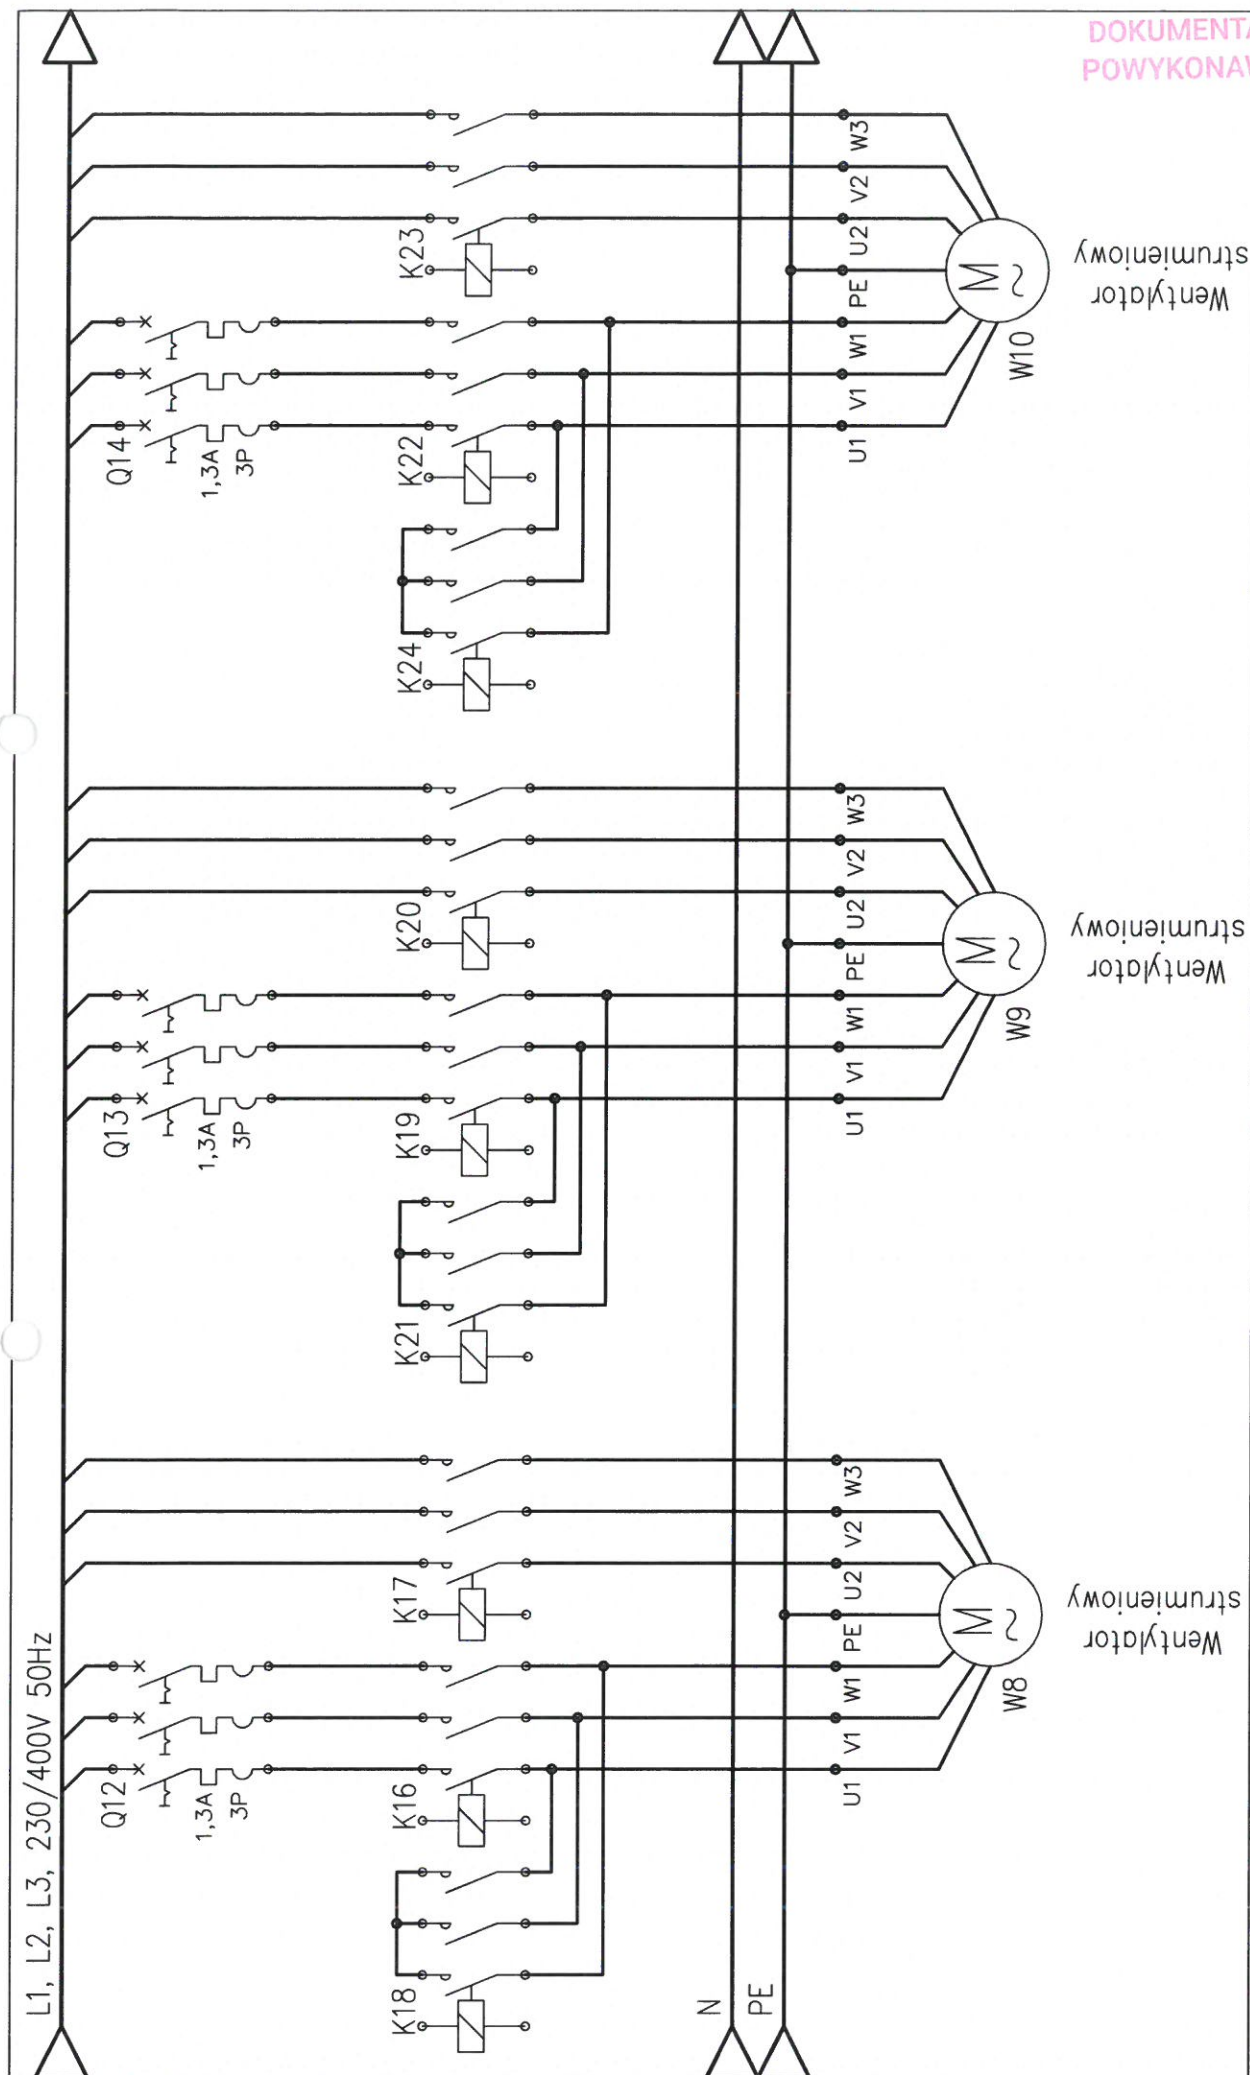 DOKUMENTA
POWYKONAW
L1, L2, L3, 230/400V 50Hz
N
PE
Q12
1,3A
3P
K18
K16
K17
U1
V1
W1
PE
U2
V2
W3
W8
Wentylator
strumieniowy
Q13
1,3A
3P
K21
K19
K20
U1
V1
W1
PE
U2
V2
W3
W9
Wentylator
strumieniowy
Q14
1,3A
3P
K24
K22
K23
U1
V1
W1
PE
U2
V2
W3
W10
Wentylator
strumieniowy
M
~
M
~
M
~